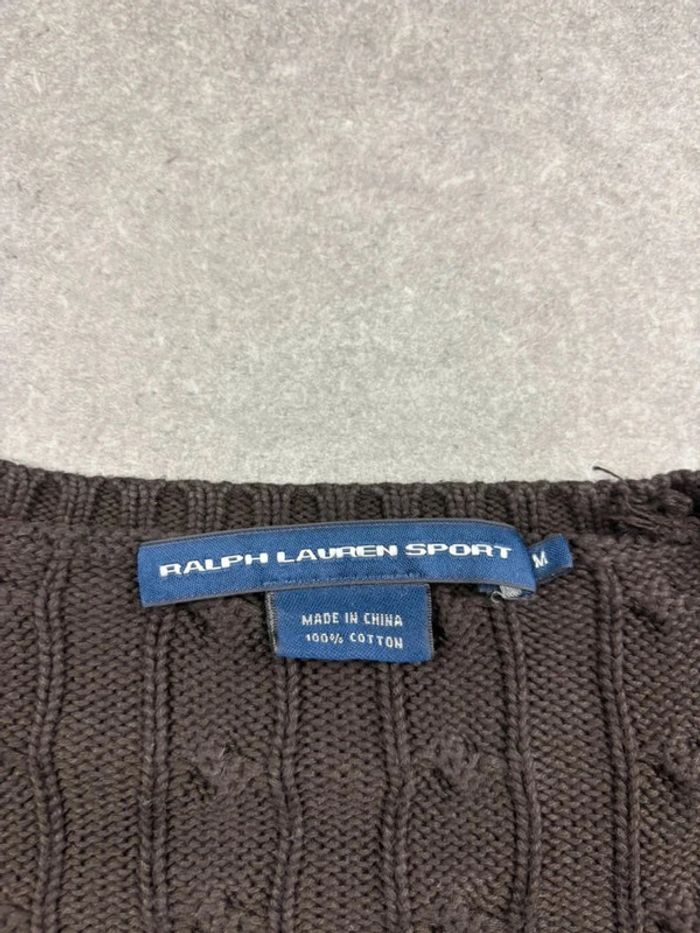 RALPH LAUREN SPORT
M
MADE IN CHINA
100% COTTON